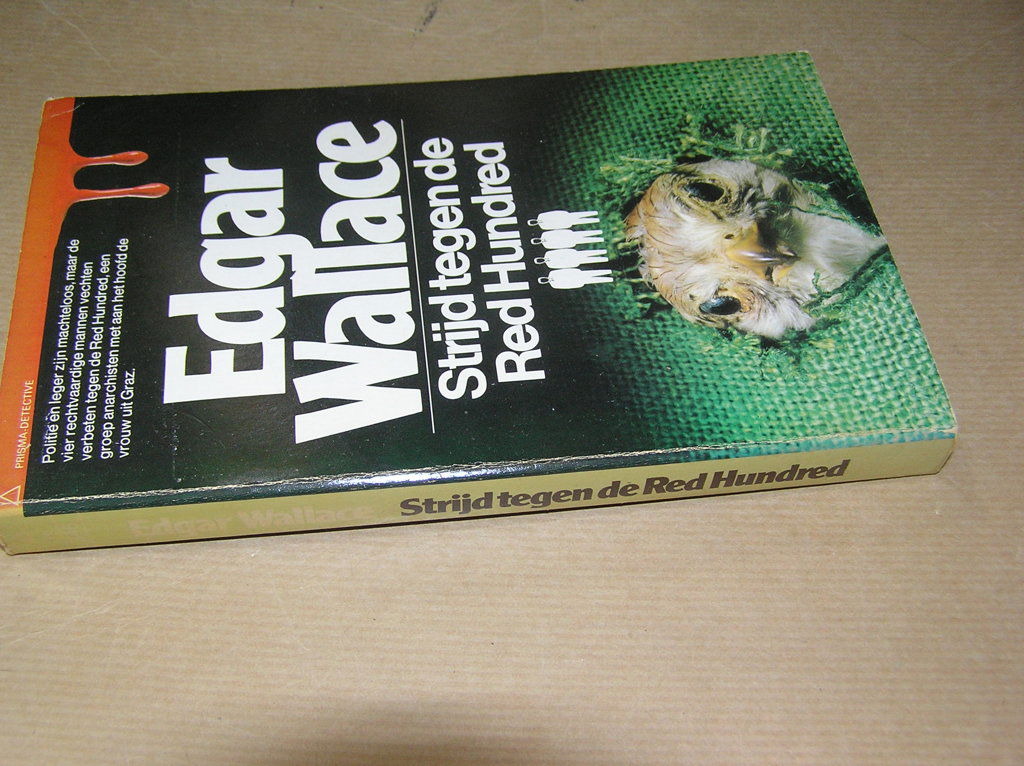 PRISMA-DETECTIVE
Politie en leger zijn machteloos, maar de
vier rechtvaardige mannen vechten
verbeten tegen de Red Hundred, een
groep anarchisten met aan het hoofd de
vrouw uit Graz.
Edgar
Wallace
Strijd tegen de
Red Hundred
Edgar Wallace Strijd tegen de Red Hundred